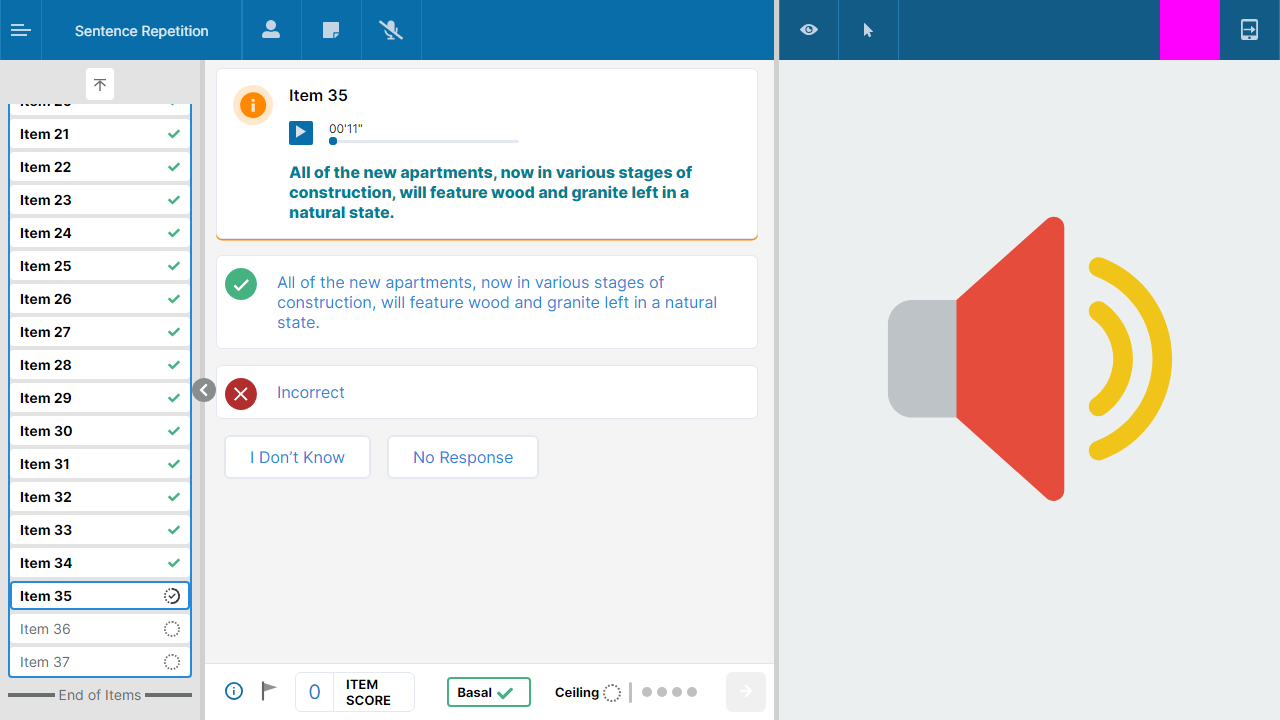 Sentence Repetition
Item 21
Item 22
Item 23
Item 24
Item 25
Item 26
Item 27
Item 28
Item 29
Item 30
Item 31
Item 32
Item 33
Item 34
Item 35
Item 36
Item 37
End of Items
Item 35
00'11"
All of the new apartments, now in various stages of
construction, will feature wood and granite left in a
natural state.
All of the new apartments, now in various stages of
construction, will feature wood and granite left in a natural
state.
Incorrect
I Don’t Know
No Response
0
ITEM
SCORE
Basal
Ceiling